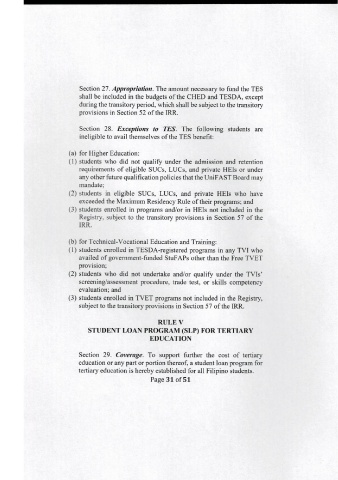 Section 27. Appropriation. The amount necessary to fund the TES
shall be included in the budgets of the CHED and TESDA, except
during the transitory period, which shall be subject to the transitory
provisions in Section 52 of the IRR.
Section 28. Exceptions to TES. The following students are
ineligible to avail themselves of the TES benefit:
(a) for Higher Education:
(1) students who did not qualify under the admission and retention
requirements of eligible SUCs, LUCs, and private HEIs or under
any other future qualification policies that the UniFAST Board may
mandate;
(2) students in eligible SUCs, LUCs, and private HEIs who have
exceeded the Maximum Residency Rule of their programs; and
(3) students enrolled in programs and/or in HEIs not included in the
Registry, subject to the transitory provisions in Section 57 of the
IRR.
(b) for Technical-Vocational Education and Training:
(1) students enrolled in TESDA-registered programs in any TVI who
availed of government-funded StuFAPs other than the Free TVET
provision;
(2) students who did not undertake and/or qualify under the TVIs'
screening/assessment procedure, trade test, or skills competency
evaluation; and
(3) students enrolled in TVET programs not included in the Registry,
subject to the transitory provisions in Section 57 of the IRR.
RULE V
STUDENT LOAN PROGRAM (SLP) FOR TERTIARY
EDUCATION
Section 29. Coverage. To support further the cost of tertiary
education or any part or portion thereof, a student loan program for
tertiary education is hereby established for all Filipino students.
Page 31 of 51